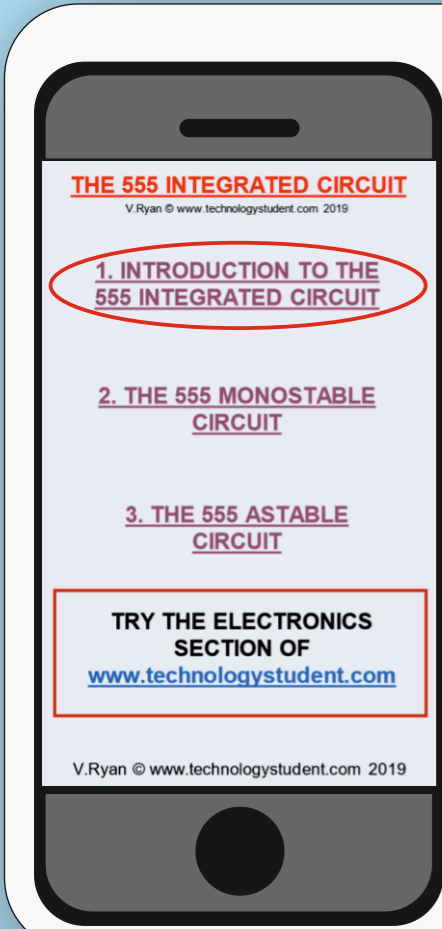 THE 555 INTEGRATED CIRCUIT
V.Ryan © www.technologystudent.com 2019
1. INTRODUCTION TO THE
555 INTEGRATED CIRCUIT
2. THE 555 MONOSTABLE
CIRCUIT
3. THE 555 ASTABLE
CIRCUIT
TRY THE ELECTRONICS
SECTION OF
www.technologystudent.com
V.Ryan © www.technologystudent.com 2019